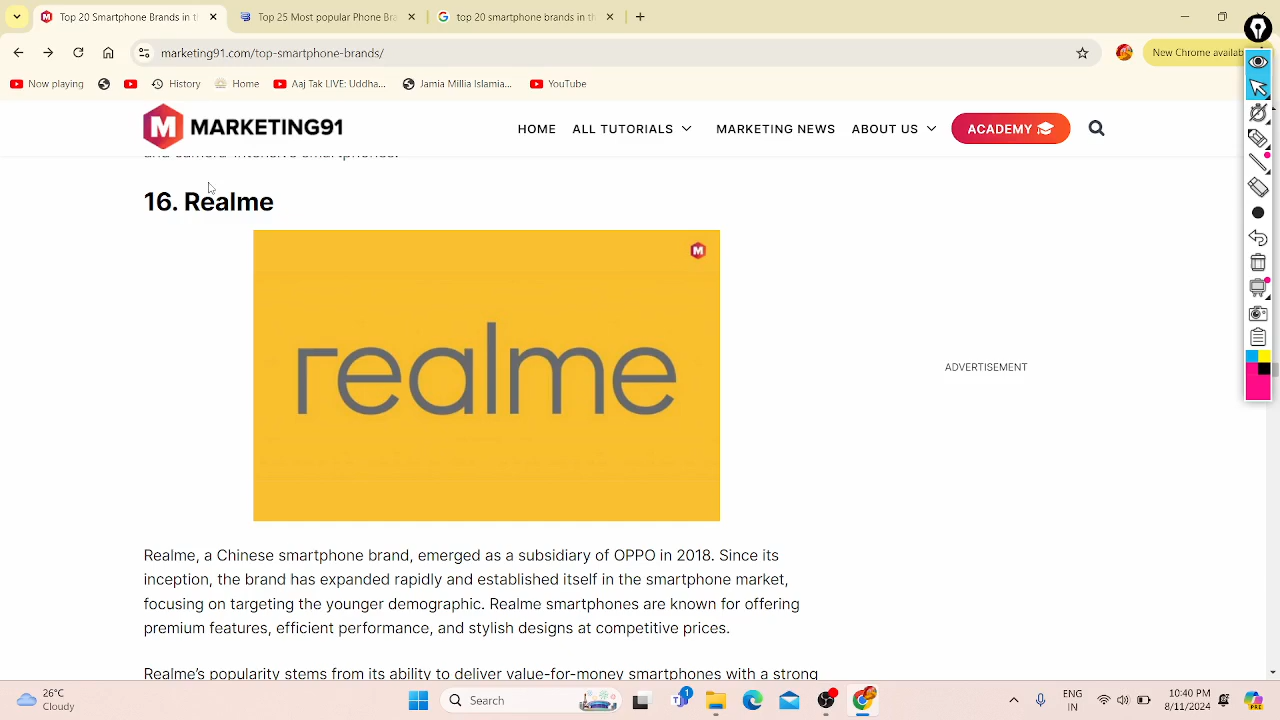 Top 20 Smartphone Brands in t
Top 25 Most Popular Phone Bra
top 20 smartphone brands in th
marketing91.com/top-smartphone-brands/
New Chrome availab
Now playing
History
Home
Aaj Tak LIVE: Uddha...
Jamia Millia Islamia...
YouTube
M MARKETING91
HOME
ALL TUTORIALS
MARKETING NEWS
ABOUT US
ACADEMY
and camera-intensive smartphones.
16. Realme
M
realme
ADVERTISEMENT
Realme, a Chinese smartphone brand, emerged as a subsidiary of OPPO in 2018. Since its
inception, the brand has expanded rapidly and established itself in the smartphone market,
focusing on targeting the younger demographic. Realme smartphones are known for offering
premium features, efficient performance, and stylish designs at competitive prices.
Realme's popularity stems from its ability to deliver value-for-money smartphones with a strong
26°C
Cloudy
Search
1
ENG
IN
10:40 PM
8/11/2024
PRE